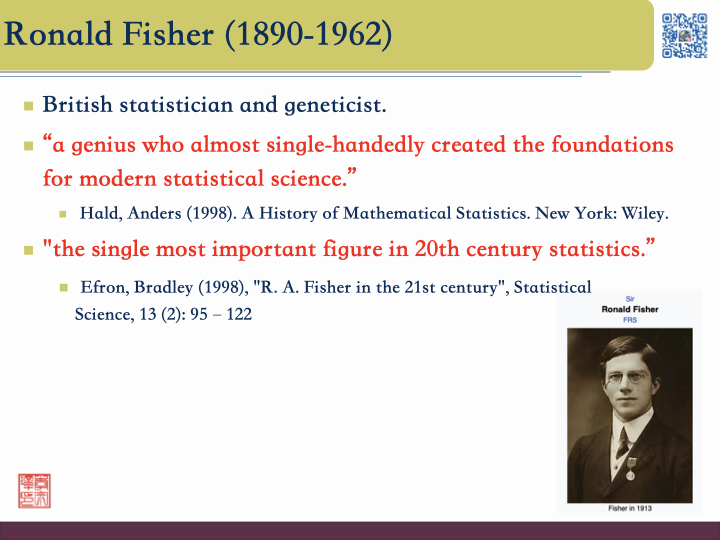 Ronald Fisher (1890-1962)
British statistician and geneticist.
“a genius who almost single-handedly created the foundations
for modern statistical science.”
Hald, Anders (1998). A History of Mathematical Statistics. New York: Wiley.
"the single most important figure in 20th century statistics.”
Efron, Bradley (1998), "R. A. Fisher in the 21st century", Statistical
Science, 13 (2): 95 – 122
Sir
Ronald Fisher
FRS
Fisher in 1913